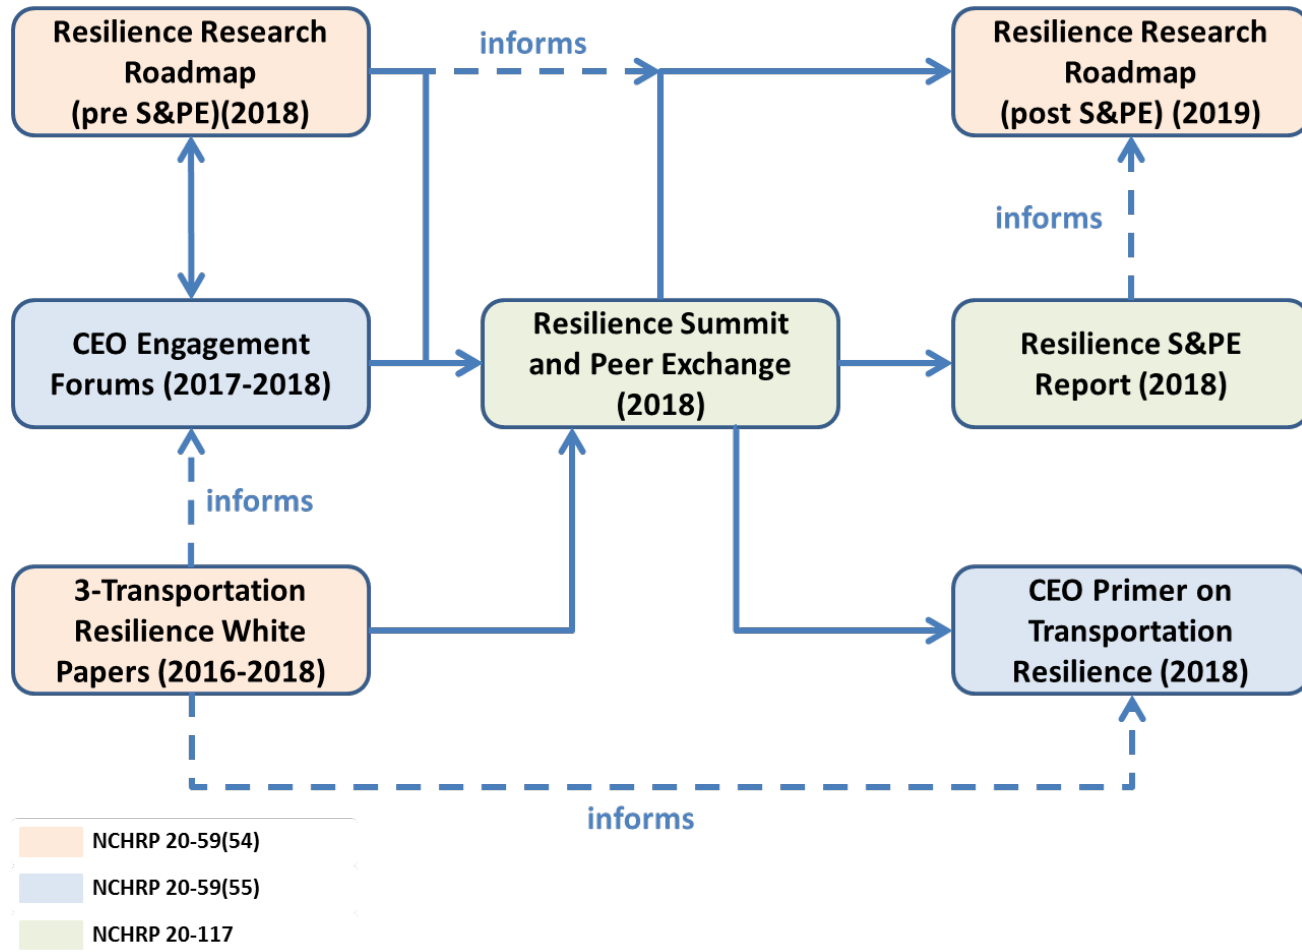 Resilience Research
Roadmap
(pre S&PE)(2018)
informs
Resilience Research
Roadmap
(post S&PE) (2019)
informs
CEO Engagement
Forums (2017-2018)
Resilience Summit
and Peer Exchange
(2018)
Resilience S&PE
Report (2018)
informs
3-Transportation
Resilience White
Papers (2016-2018)
CEO Primer on
Transportation
Resilience (2018)
informs
NCHRP 20-59(54)
NCHRP 20-59(55)
NCHRP 20-117